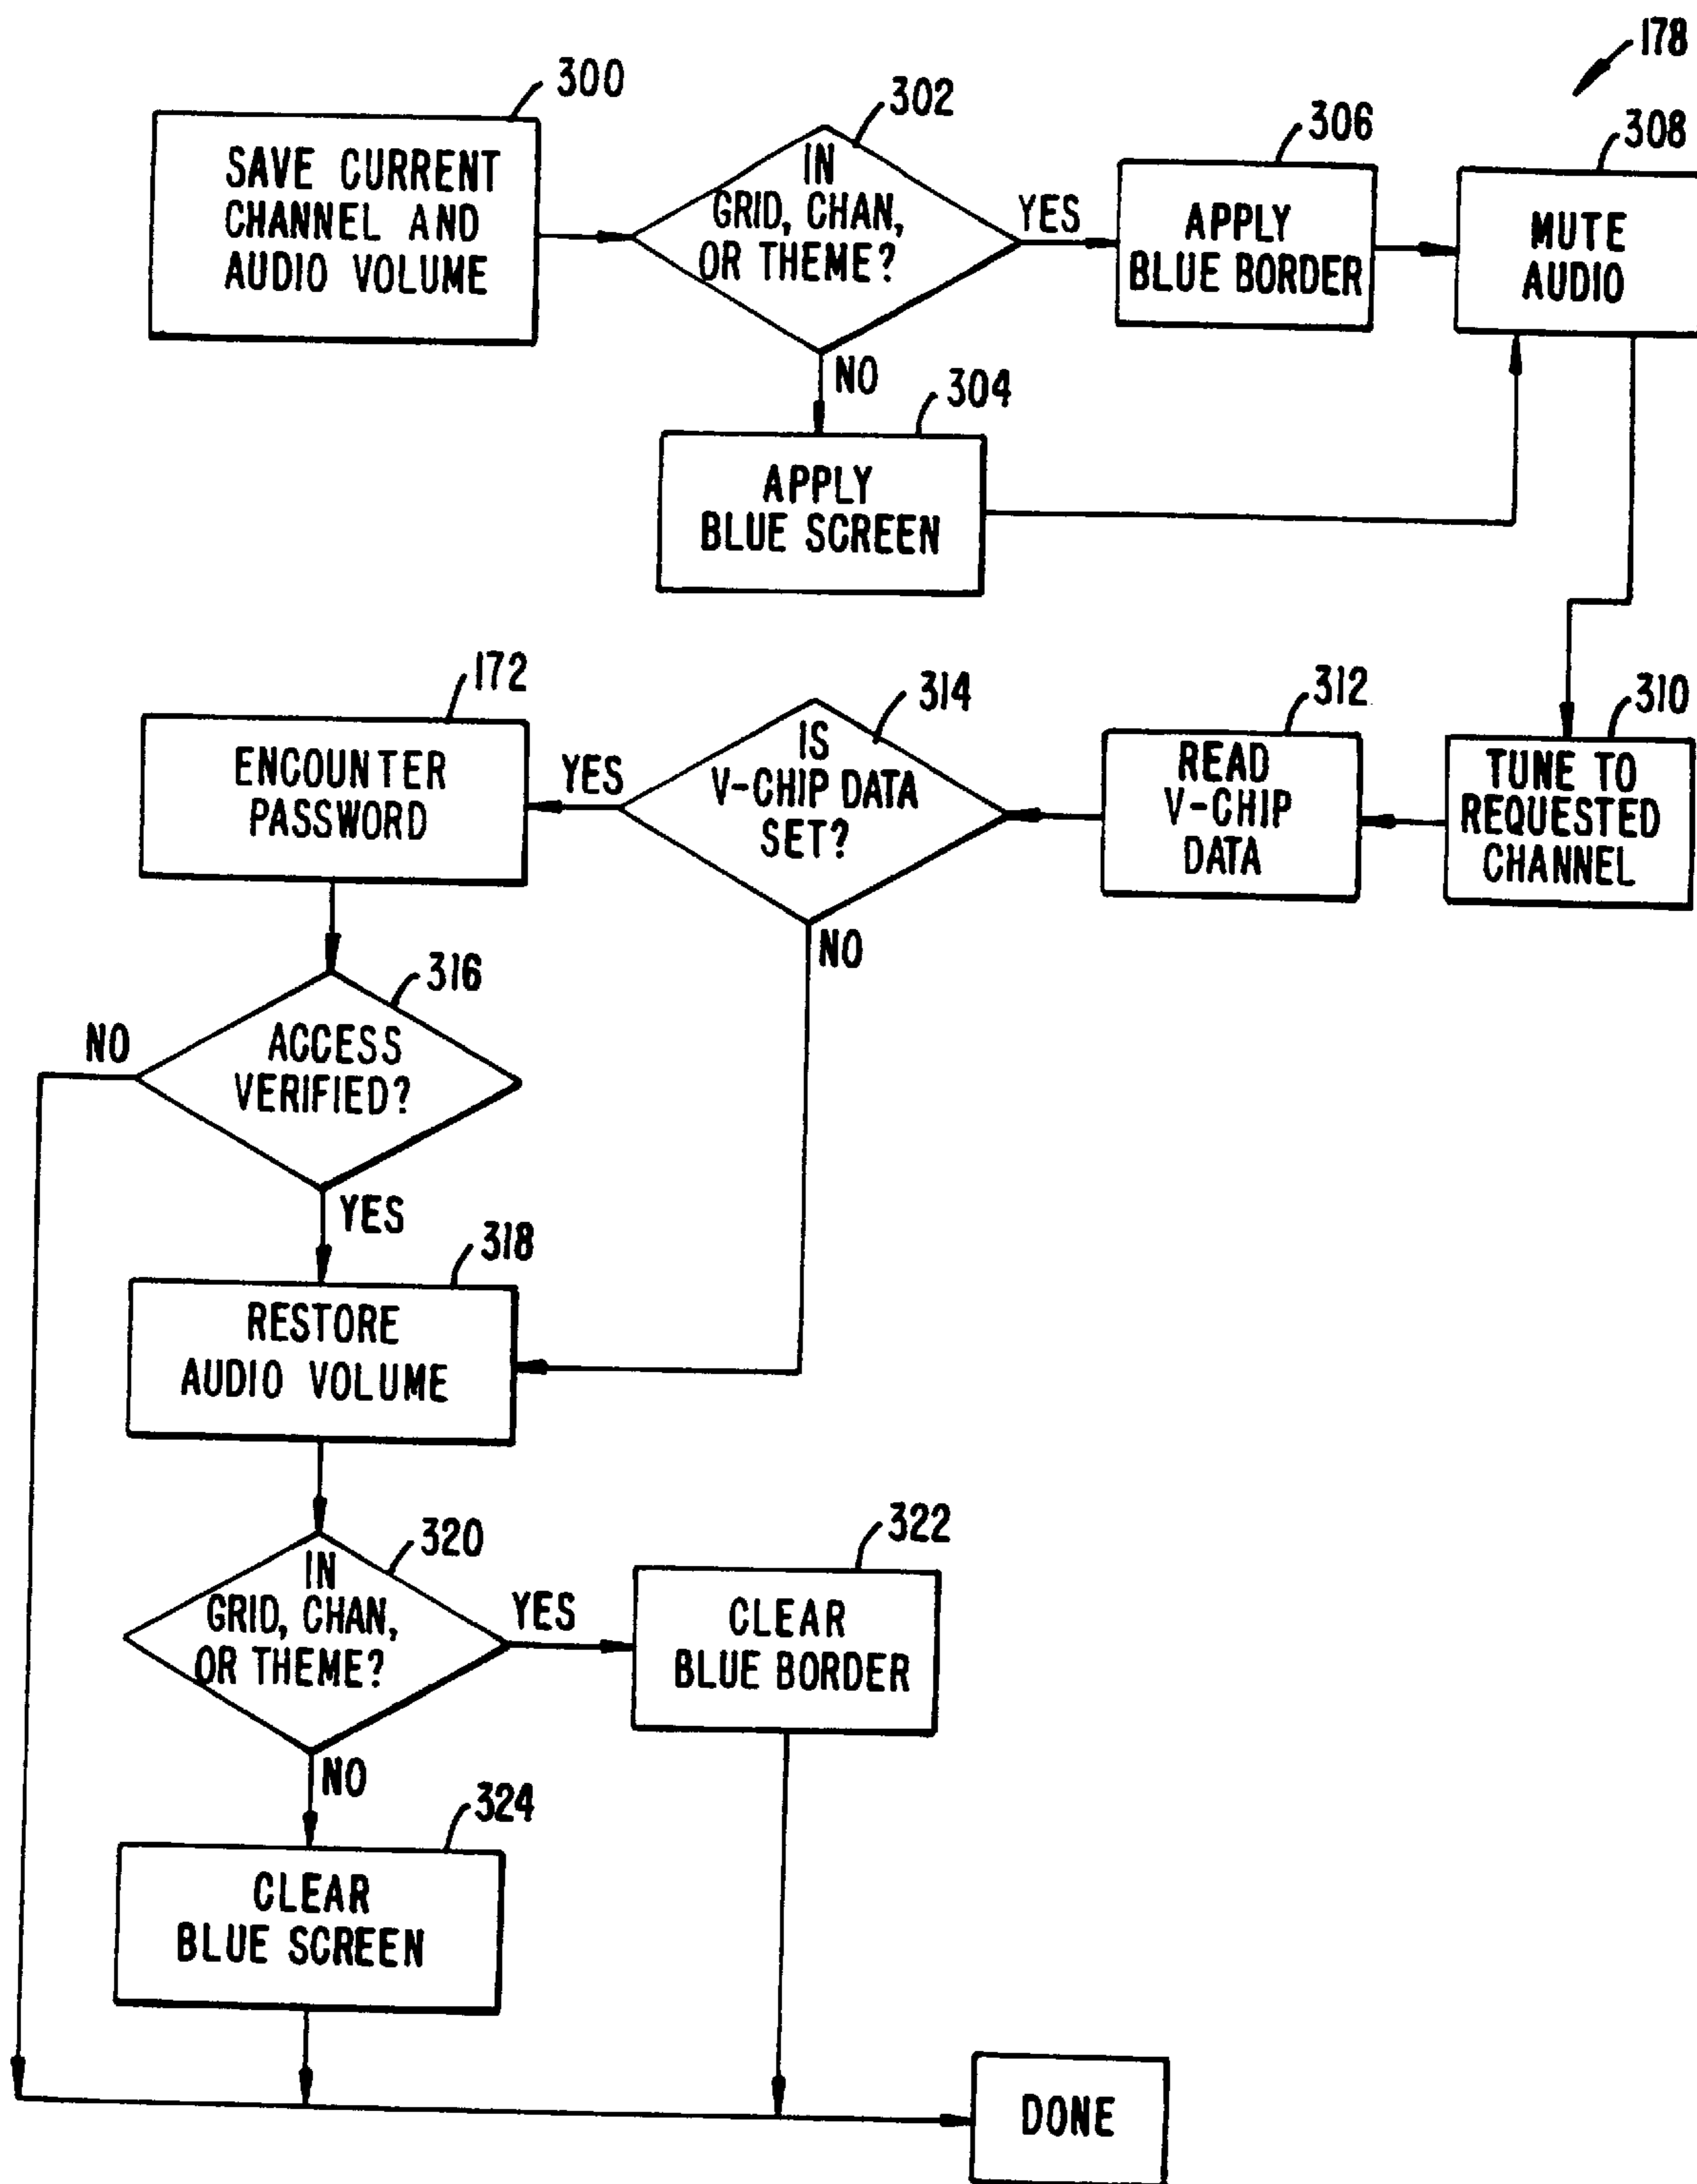 178
300
SAVE CURRENT
CHANNEL AND
AUDIO VOLUME
302
IN
GRID, CHAN,
OR THEME?
YES
NO
306
APPLY
BLUE BORDER
308
MUTE
AUDIO
304
APPLY
BLUE SCREEN
310
TUNE TO
REQUESTED
CHANNEL
312
READ
V-CHIP
DATA
314
IS
V-CHIP DATA
SET?
YES
NO
172
ENCOUNTER
PASSWORD
316
ACCESS
VERIFIED?
NO
YES
318
RESTORE
AUDIO VOLUME
320
IN
GRID, CHAN,
OR THEME?
YES
NO
322
CLEAR
BLUE BORDER
324
CLEAR
BLUE SCREEN
DONE